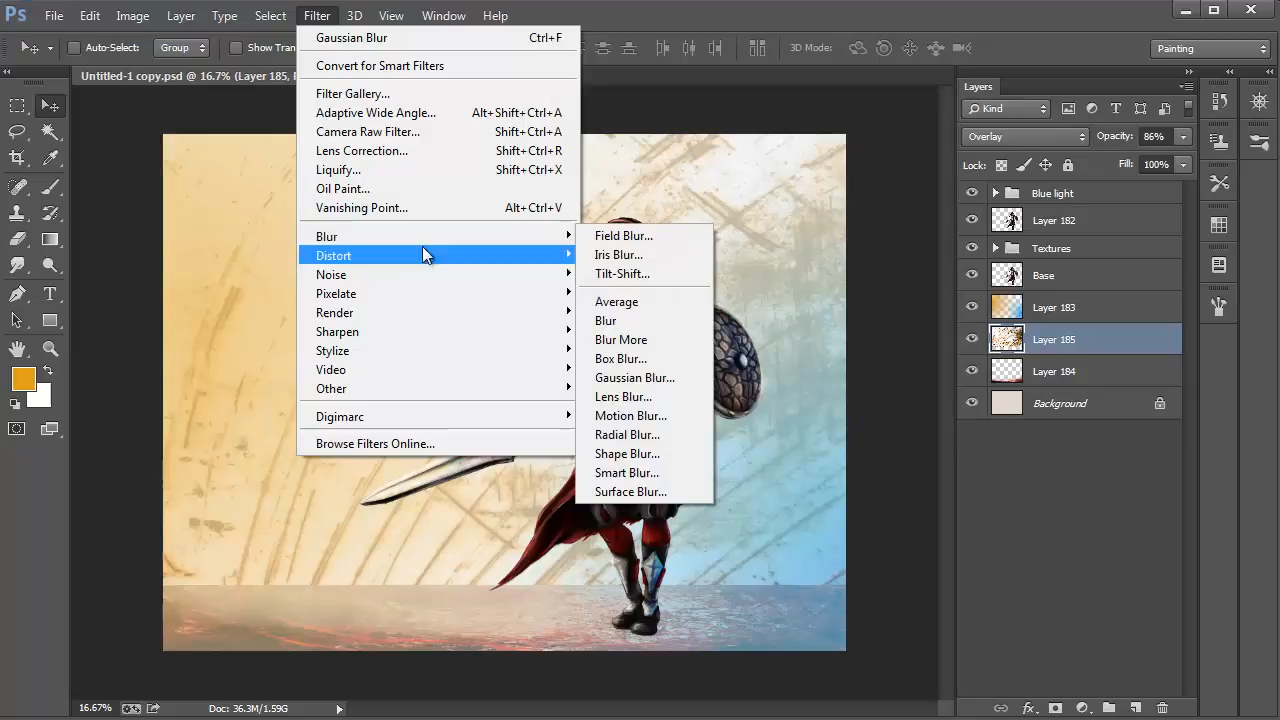 Ps File Edit Image Layer Type Select Filter 3D View Window Help
Auto-Select: Group Show Tran 3D Mode: Painting
Untitled-1 copy.psd @ 16.7% (Layer 185,
Gaussian Blur Ctrl+F
Convert for Smart Filters
Filter Gallery...
Adaptive Wide Angle... Alt+Shift+Ctrl+A
Camera Raw Filter... Shift+Ctrl+A
Lens Correction... Shift+Ctrl+R
Liquify... Shift+Ctrl+X
Oil Paint...
Vanishing Point... Alt+Ctrl+V
Blur
Distort
Noise
Pixelate
Render
Sharpen
Stylize
Video
Other
Digimarc
Browse Filters Online...
Field Blur...
Iris Blur...
Tilt-Shift...
Average
Blur
Blur More
Box Blur...
Gaussian Blur...
Lens Blur...
Motion Blur...
Radial Blur...
Shape Blur...
Smart Blur...
Surface Blur...
Layers
Kind
Overlay Opacity: 86%
Lock: Fill: 100%
Blue light
Layer 182
Textures
Base
Layer 183
Layer 185
Layer 184
Background
16.67% Doc: 36.3M/1.59G